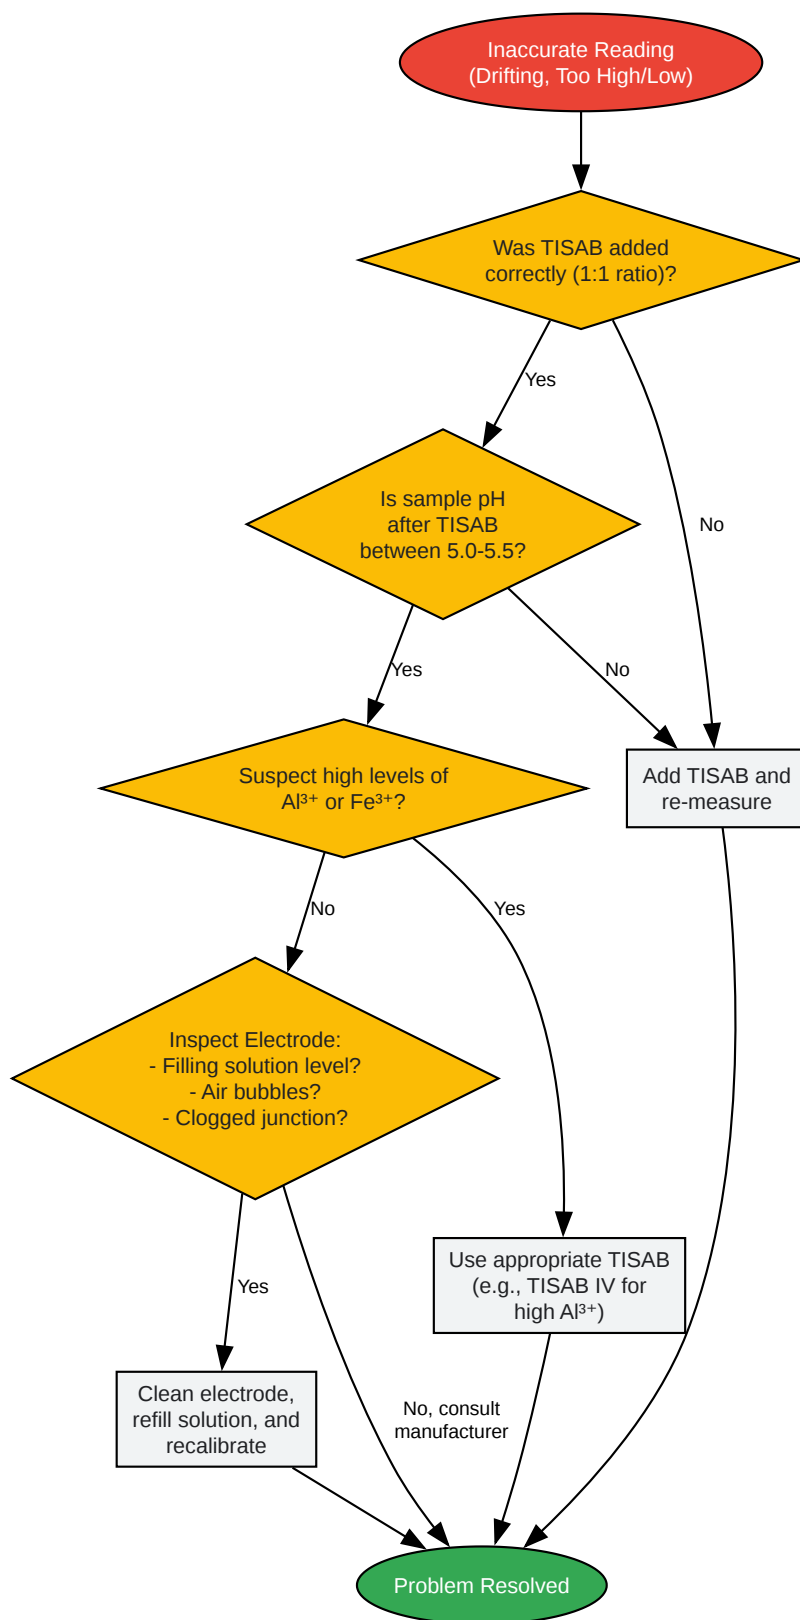 Inaccurate Reading
(Drifting, Too High/Low)
Was TISAB added
correctly (1:1 ratio)?
Yes
Is sample pH
after TISAB
between 5.0-5.5?
No
Yes
No
Suspect high levels of
Al³⁺ or Fe³⁺?
Add TISAB and
re-measure
No
Yes
Inspect Electrode:
- Filling solution level?
- Air bubbles?
- Clogged junction?
Use appropriate TISAB
(e.g., TISAB IV for
high Al³⁺)
Yes
Clean electrode,
refill solution, and
recalibrate
No, consult
manufacturer
Problem Resolved